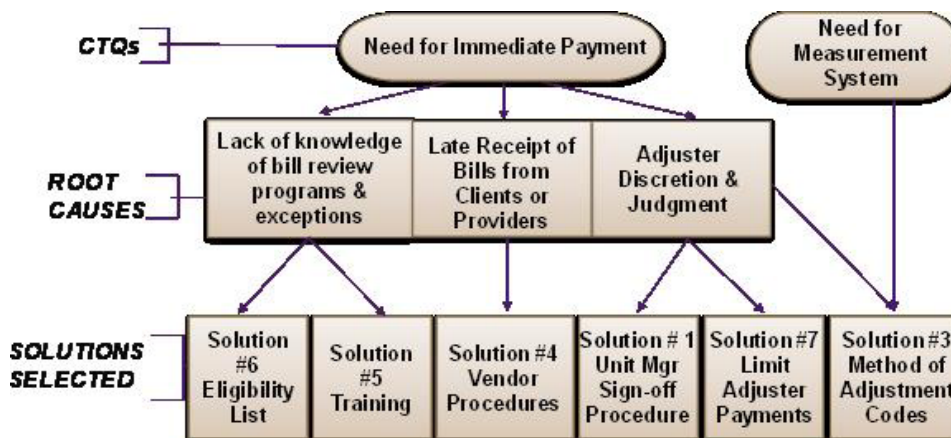 CTQs
Need for Immediate Payment
Need for
Measurement
System
ROOT
CAUSES
Lack of knowledge
of bill review
programs &
exceptions
Late Receipt of
Bills from
Clients or
Providers
Adjuster
Discretion &
Judgment
SOLUTIONS
SELECTED
Solution
#6
Eligibility
List
Solution
#5
Training
Solution #4
Vendor
Procedures
Solution # 1
Unit Mgr
Sign-off
Procedure
Solution #7
Limit
Adjuster
Payments
Solution #3
Method of
Adjustment
Codes